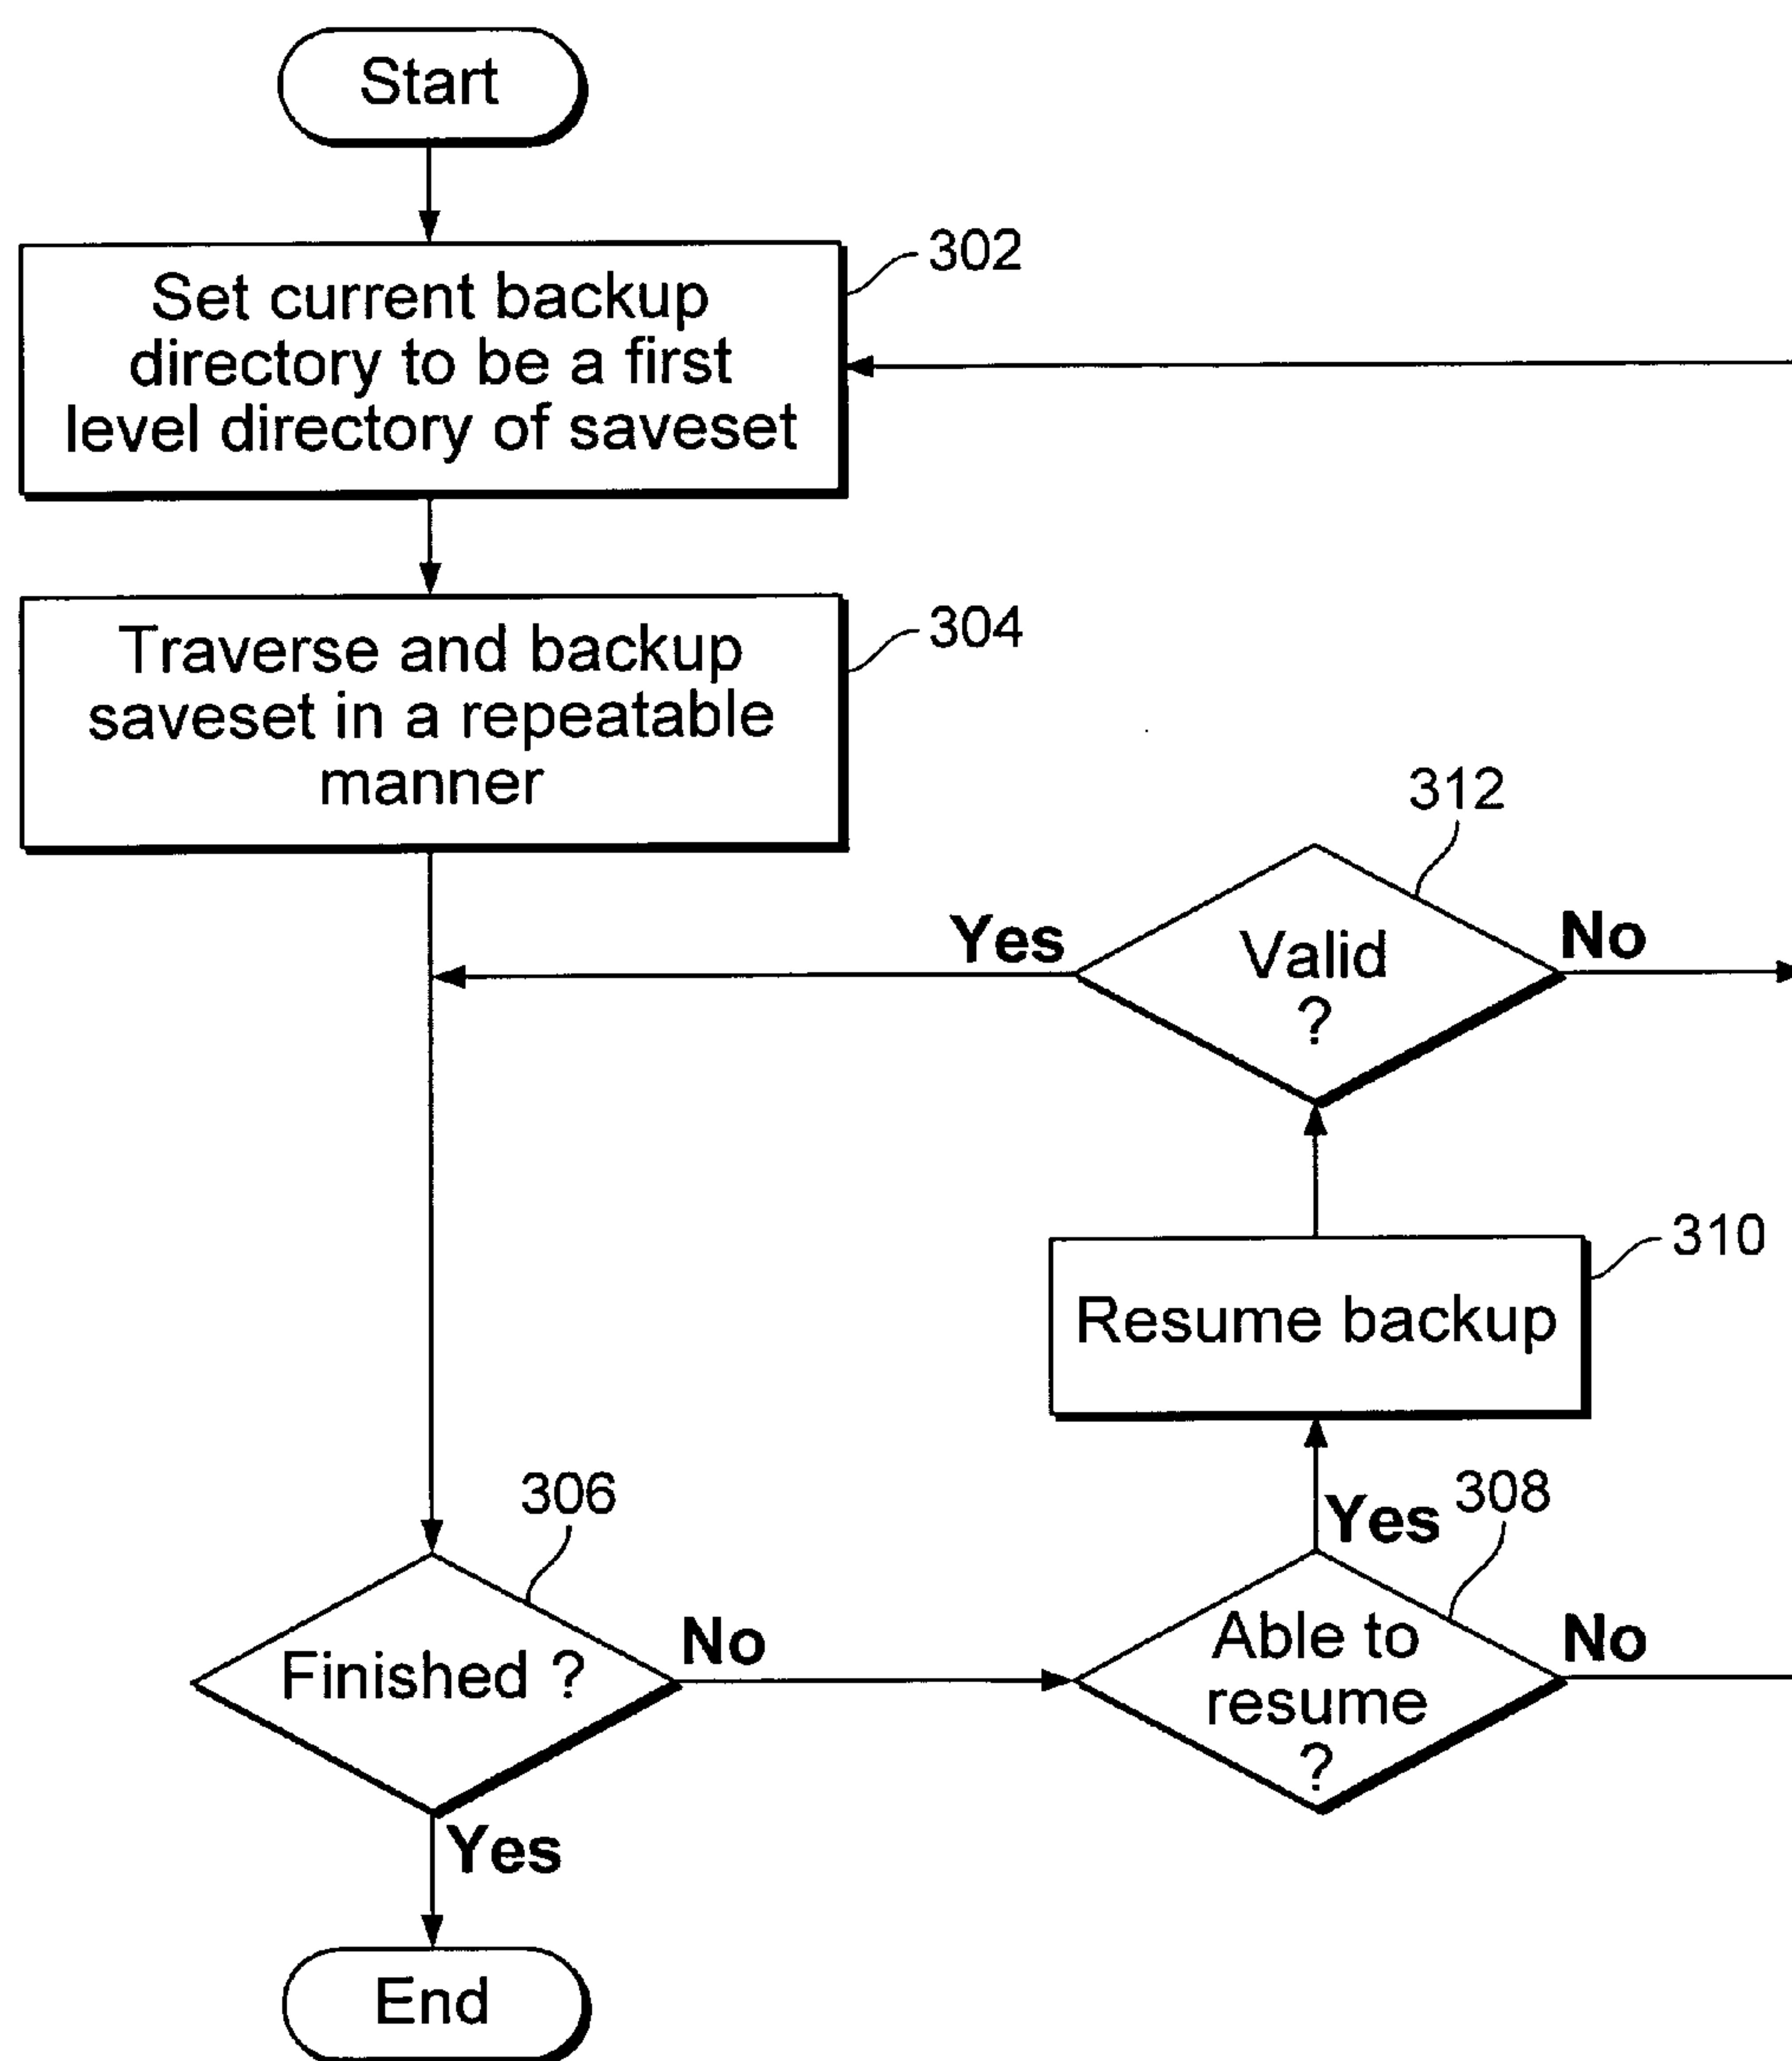 Start
302
Set current backup
directory to be a first
level directory of saveset
304
Traverse and backup
saveset in a repeatable
manner
312
Yes
Valid
?
No
310
Resume backup
306
Yes
308
Finished ?
No
Able to
resume
?
No
Yes
End